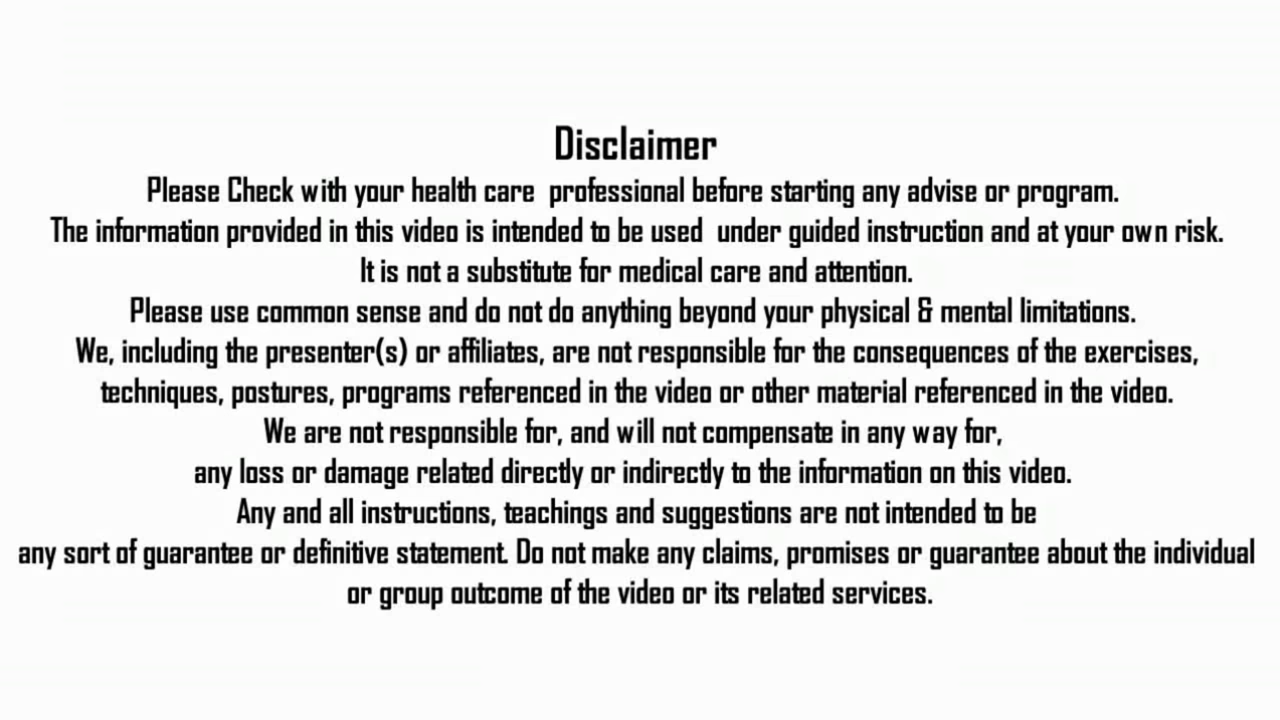 Disclaimer
Please Check with your health care professional before starting any advise or program.
The information provided in this video is intended to be used under guided instruction and at your own risk.
It is not a substitute for medical care and attention.
Please use common sense and do not do anything beyond your physical & mental limitations.
We, including the presenter(s) or affiliates, are not responsible for the consequences of the exercises,
techniques, postures, programs referenced in the video or other material referenced in the video.
We are not responsible for, and will not compensate in any way for,
any loss or damage related directly or indirectly to the information on this video.
Any and all instructions, teachings and suggestions are not intended to be
any sort of guarantee or definitive statement. Do not make any claims, promises or guarantee about the individual
or group outcome of the video or its related services.